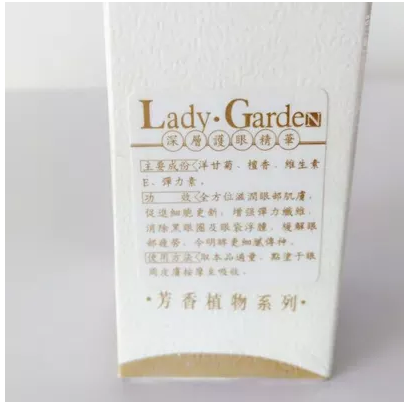 Lady·Garden
深層護眼精華
主要成份 洋甘菊、檀香、維生素
E、彈力素。
功效 全方位滋潤眼部肌膚,
促進細胞更新,增強彈力纖維,
消除黑眼圈及眼袋浮腫,緩解眼
部疲勞,令明眸更細膩傳神。
使用方法 取本品適量,點塗于眼
周皮膚按摩至吸收。
·芳香植物系列·